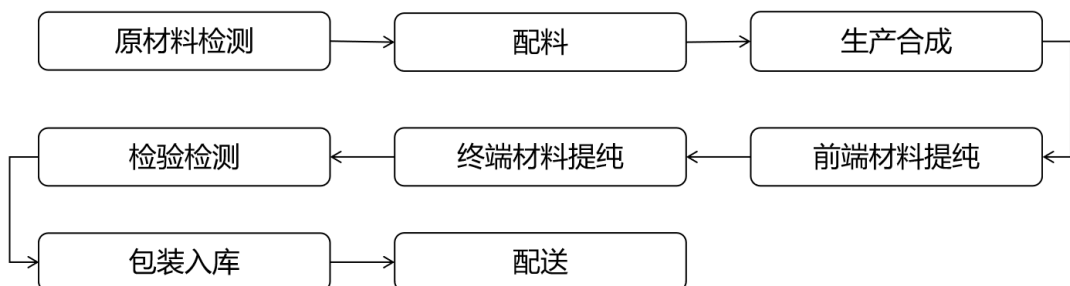 原材料检测
配料
生产合成
前端材料提纯
终端材料提纯
检验检测
包装入库
配送